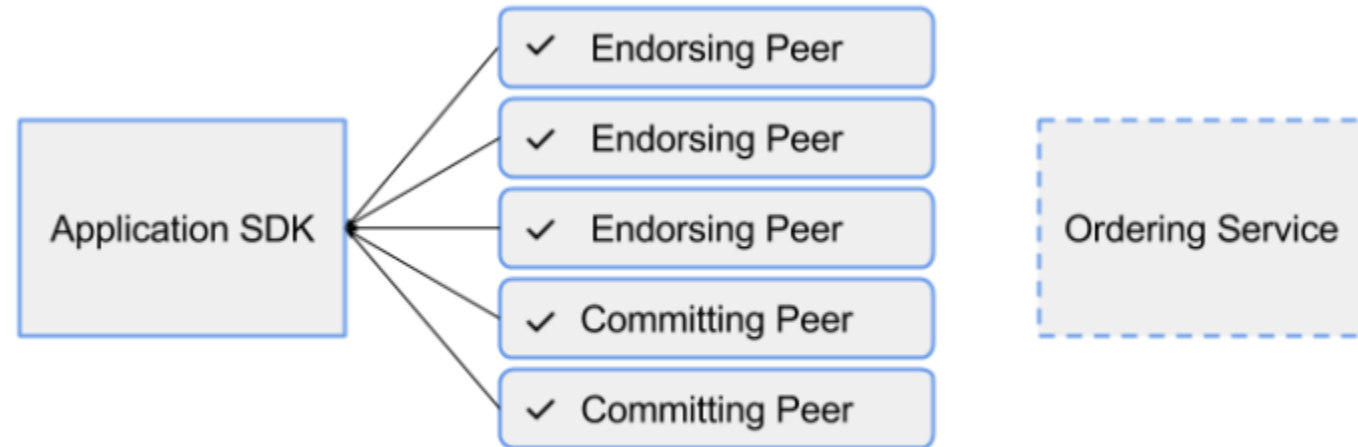 Endorsing Peer
Endorsing Peer
Application SDK
Endorsing Peer
Ordering Service
Committing Peer
Committing Peer